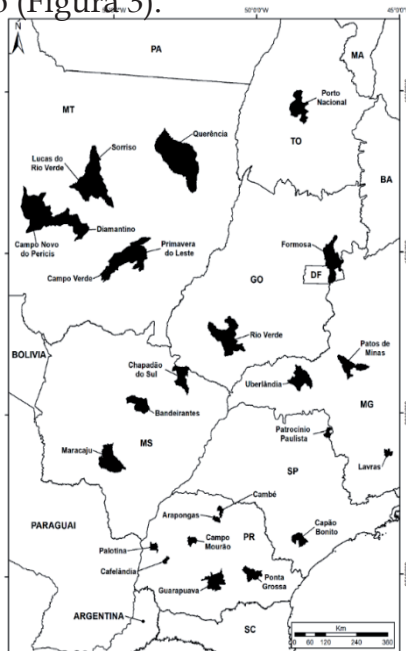 (Figura 3).
50°0'0"W
45°0'0"
N
PA
MA
MT
Porto
Nacional
TO
Querência
Sorriso
Lucas do
Rio Verde
BA
Diamantino
Campo Novo
do Pericis
Primavera
do Leste
Formosa
Campo Verde
DF
GO
Rio Verde
BOLIVIA
Chapadão
do Sul
Patos de
Minas
Uberlândia
Bandeirantes
MG
MS
Patrocínio
Paulista
Maracaju
SP
Lavras
PARAGUAI
Cambé
Arapongas
PR
Campo
Mourão
Capão
Bonito
Palotina
Cafelândia
Guarapuava
Ponta
Grossa
ARGENTINA
SC
Km
0 60 120 240 360